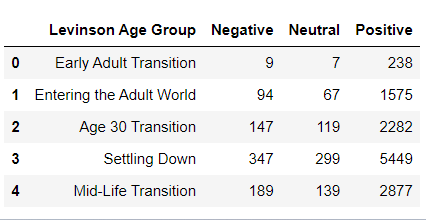 Levinson Age Group Negative Neutral Positive
0 Early Adult Transition 9 7 238
1 Entering the Adult World 94 67 1575
2 Age 30 Transition 147 119 2282
3 Settling Down 347 299 5449
4 Mid-Life Transition 189 139 2877